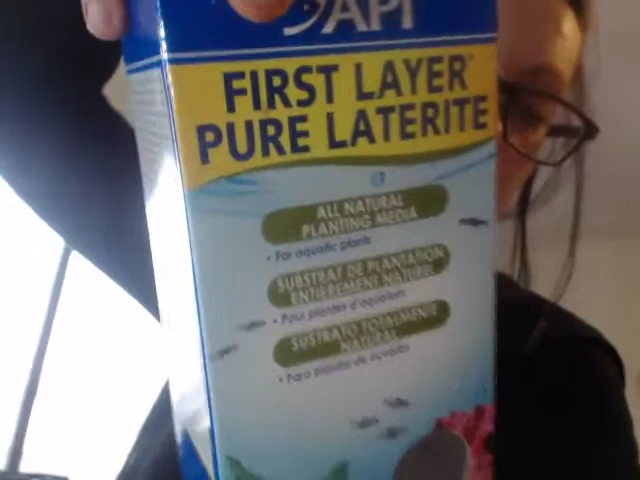 API
FIRST LAYER
PURE LATERITE
ALL NATURAL
PLANTING MEDIA
• For aquatic plants
SUBSTRAT DE PLANTATION
ENTIÈREMENT NATUREL
• Pour plantes d'aquarium
SUSTRATO TOTALMENTE
NATURAL
• Para plantas de acuario